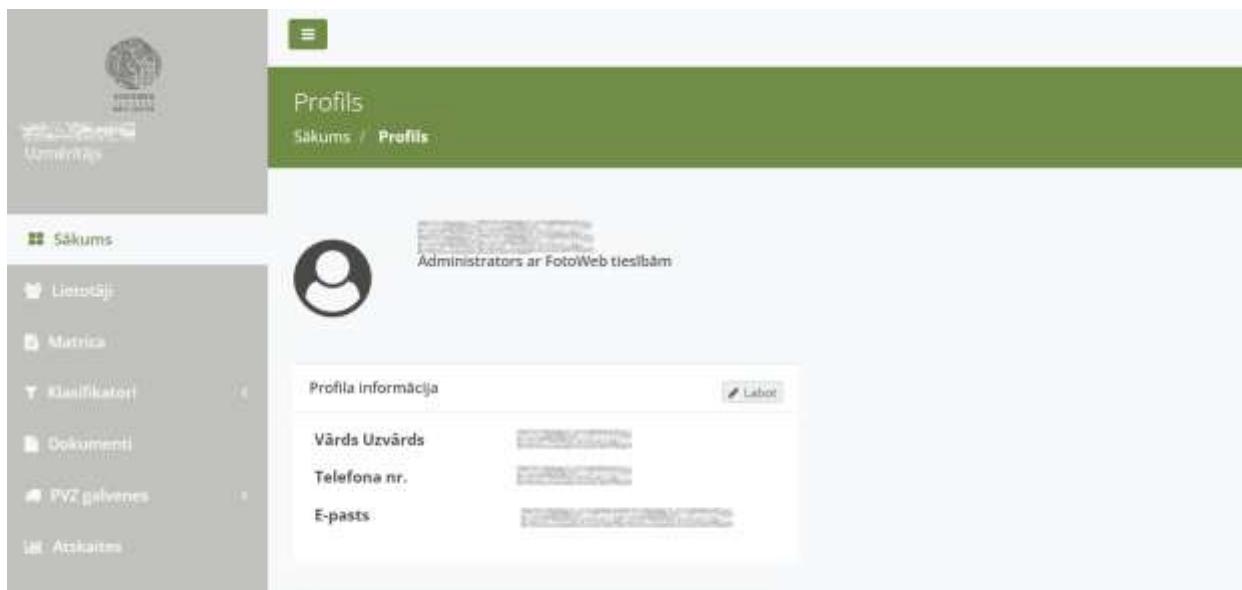 Uzmērītājs
Sākums
Lietotāji
Matrica
Klasifikatori
Dokumenti
PVZ galvenes
Atskaites
Profils
Sākums / Profils
Administrators ar FotoWeb tiesībām
Profila informācija
Labot
Vārds Uzvārds
Telefona nr.
E-pasts